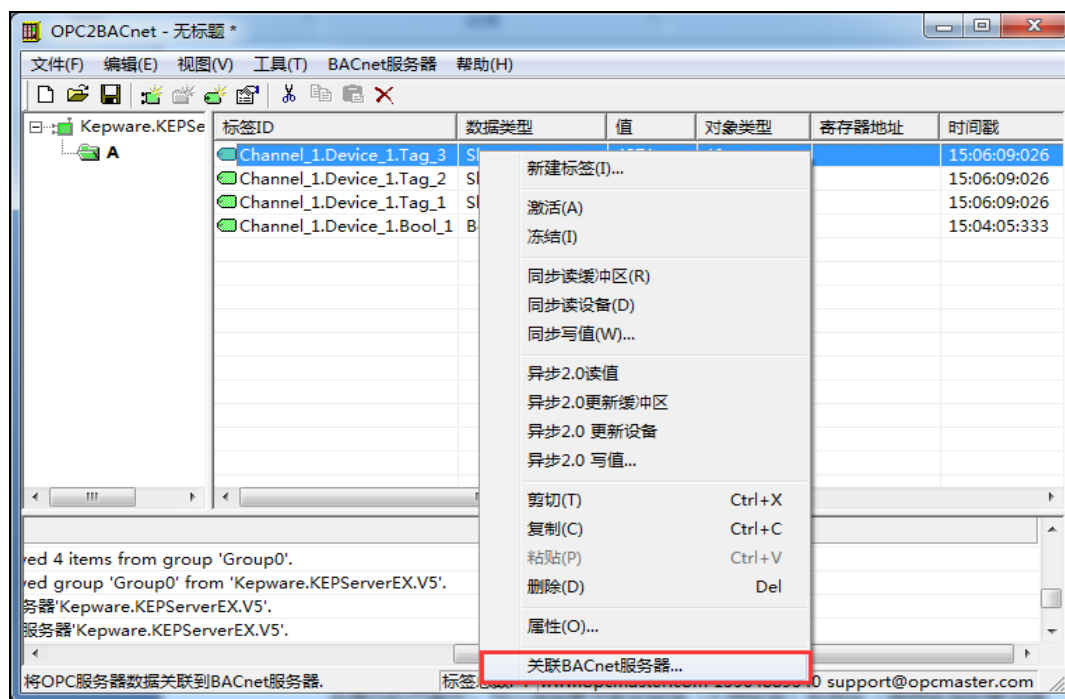 OPC2BACnet - 无标题 *
文件(F) 编辑(E) 视图(V) 工具(T) BACnet服务器 帮助(H)
Kepware.KEPSe
A
标签ID 数据类型 值 对象类型 寄存器地址 时间戳
Channel_1.Device_1.Tag_3 15:06:09:026
Channel_1.Device_1.Tag_2 15:06:09:026
Channel_1.Device_1.Tag_1 15:06:09:026
Channel_1.Device_1.Bool_1 15:04:05:333
新建标签(I)...
激活(A)
冻结(I)
同步读缓冲区(R)
同步读设备(D)
同步写值(W)...
异步2.0读值
异步2.0更新缓冲区
异步2.0 更新设备
异步2.0 写值...
剪切(T) Ctrl+X
复制(C) Ctrl+C
粘贴(P) Ctrl+V
删除(D) Del
属性(O)...
关联BACnet服务器...
4 items from group 'Group0'.
group 'Group0' from 'Kepware.KEPServerEX.V5'.
务器'Kepware.KEPServerEX.V5'.
服务器'Kepware.KEPServerEX.V5'.
将OPC服务器数据关联到BACnet服务器. support@opcmaster.com